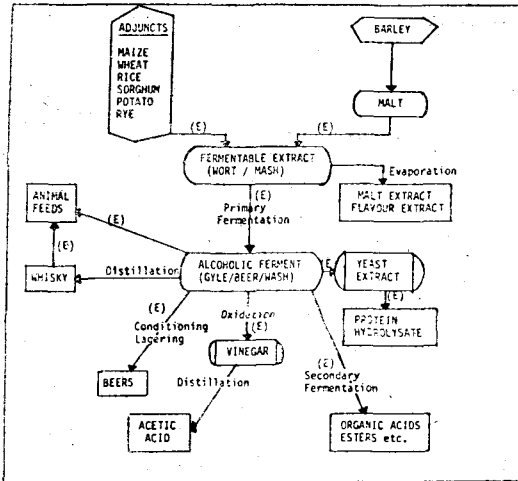 ADJUNCTS
MAIZE
WHEAT
RICE
SORGHUM
POTATO
RYE
BARLEY
MALT
(E)
(E)
FERMENTABLE EXTRACT
(WORT / MASH)
Evaporation
MALT EXTRACT
FLAVOUR EXTRACT
(E)
Primary
Fermentation
ANIMAL
FEEDS
(E)
(E)
WHISKY
Distillation
ALCOHOLIC FERMENT
(GYLE/BEER/WASH)
(E
YEAST
EXTRACT
(E)
PROTEIN
HYDROLYSATE
(E)
Conditioning
Lagering
Oxidation
(E)
VINEGAR
(E)
Secondary
Fermentation
BEERS
Distillation
ACETIC
ACID
ORGANIC ACIDS
ESTERS etc.